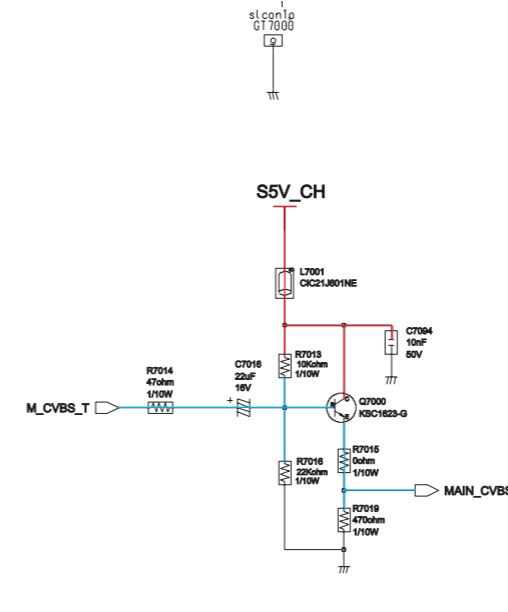 1
slcon1p
GT7000
S5V_CH
L7001
CIC21J601NE
C7094
10nF
50V
R7013
10Kohm
1/10W
C7016
22uF
16V
R7014
47ohm
1/10W
Q7000
KSC1623-G
M_CVBS_T
+
B
C
E
R7015
0ohm
1/10W
R7016
22Kohm
1/10W
MAIN_CVBS
R7019
470ohm
1/10W